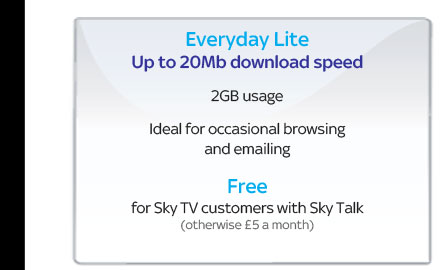 Everyday Lite
Up to 20Mb download speed
2GB usage
Ideal for occasional browsing
and emailing
Free
for Sky TV customers with Sky Talk
(otherwise £5 a month)